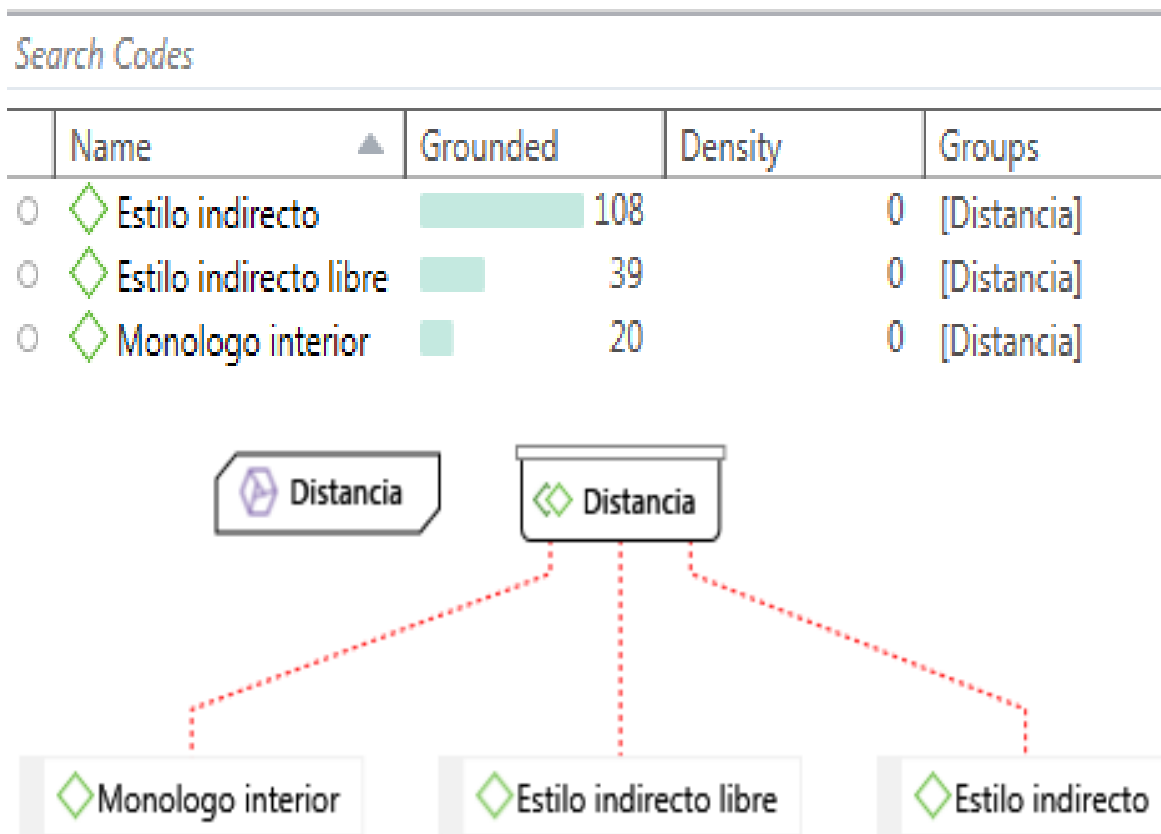 Search Codes
Name Grounded Density Groups
Estilo indirecto 108 0 [Distancia]
Estilo indirecto libre 39 0 [Distancia]
Monologo interior 20 0 [Distancia]
Distancia Distancia
Monologo interior Estilo indirecto libre Estilo indirecto